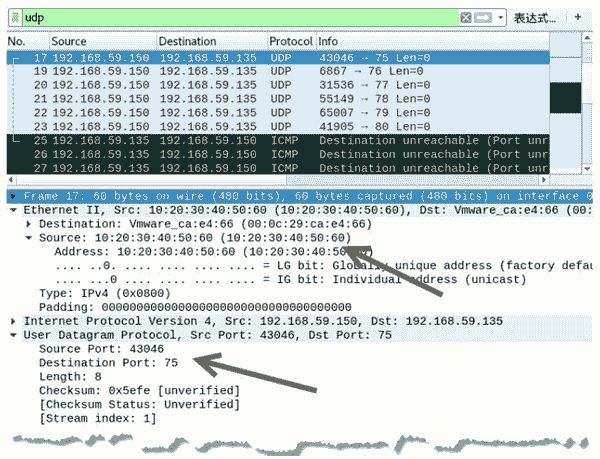 udp 表达式… +
No. Source Destination Protocol Info
17 192.168.59.150 192.168.59.135 UDP 43046 → 75 Len=0
19 192.168.59.150 192.168.59.135 UDP 6867 → 76 Len=0
20 192.168.59.150 192.168.59.135 UDP 31536 → 77 Len=0
21 192.168.59.150 192.168.59.135 UDP 55149 → 78 Len=0
22 192.168.59.150 192.168.59.135 UDP 65007 → 79 Len=0
23 192.168.59.150 192.168.59.135 UDP 41905 → 80 Len=0
25 192.168.59.135 192.168.59.150 ICMP Destination unreachable (Port unr
26 192.168.59.135 192.168.59.150 ICMP Destination unreachable (Port unr
27 192.168.59.135 192.168.59.150 ICMP Destination unreachable (Port unr
Frame 17: 60 bytes on wire (480 bits), 60 bytes captured (480 bits) on interface 0
Ethernet II, Src: 10:20:30:40:50:60 (10:20:30:40:50:60), Dst: Vmware_ca:e4:66 (00:
Destination: Vmware_ca:e4:66 (00:0c:29:ca:e4:66)
Source: 10:20:30:40:50:60 (10:20:30:40:50:60)
Address: 10:20:30:40:50:60 (10:20:30:40:50:60)
.... ..0. .... .... .... .... = LG bit: Globally unique address (factory defau
.... ...0 .... .... .... .... = IG bit: Individual address (unicast)
Type: IPv4 (0x0800)
Padding: 000000000000000000000000000000000000
Internet Protocol Version 4, Src: 192.168.59.150, Dst: 192.168.59.135
User Datagram Protocol, Src Port: 43046, Dst Port: 75
Source Port: 43046
Destination Port: 75
Length: 8
Checksum: 0x5efe [unverified]
[Checksum Status: Unverified]
[Stream index: 1]